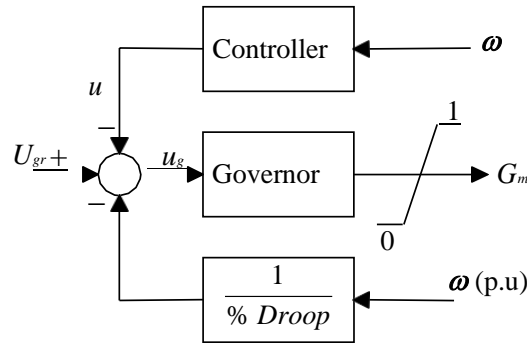 Controller
ω
u
−
1
U_gr +
u_g
Governor
G_m
−
0
1
% Droop
ω (p.u)